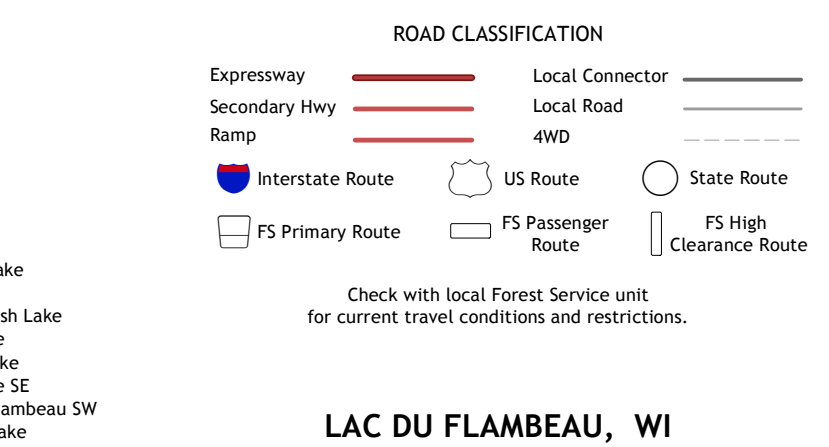 ROAD CLASSIFICATION
Expressway
Local Connector
Secondary Hwy
Local Road
Ramp
4WD
Interstate Route
US Route
State Route
FS Primary Route
FS Passenger
Route
FS High
Clearance Route
Check with local Forest Service unit
for current travel conditions and restrictions.
ake
sh Lake
e
ke
e SE
ambeau SW
ake
LAC DU FLAMBEAU, WI